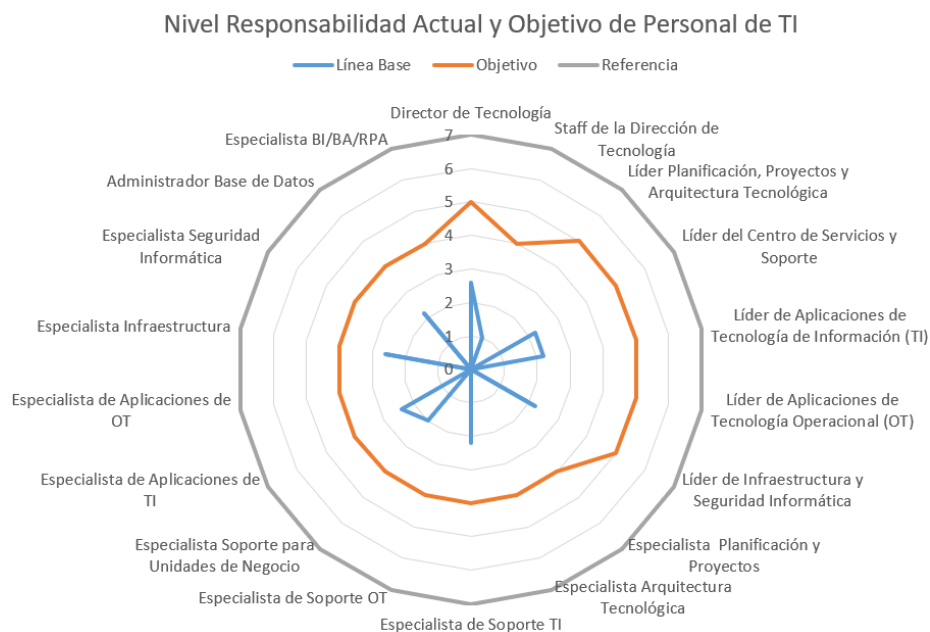 Nivel Responsabilidad Actual y Objetivo de Personal de TI
Línea Base
Objetivo
Referencia
Director de Tecnología
Staff de la Dirección de
Tecnología
Líder Planificación, Proyectos y
Arquitectura Tecnológica
Líder del Centro de Servicios y
Soporte
Líder de Aplicaciones de
Tecnología de Información (TI)
Líder de Aplicaciones de
Tecnología Operacional (OT)
Líder de Infraestructura y
Seguridad Informática
Especialista  Planificación y
Proyectos
Especialista Arquitectura
Tecnológica
Especialista de Soporte TI
Especialista de Soporte OT
Especialista Soporte para
Unidades de Negocio
Especialista de Aplicaciones de
TI
Especialista de Aplicaciones de
OT
Especialista Infraestructura
Especialista Seguridad
Informática
Administrador Base de Datos
Especialista BI/BA/RPA
7
6
5
4
3
2
1
0